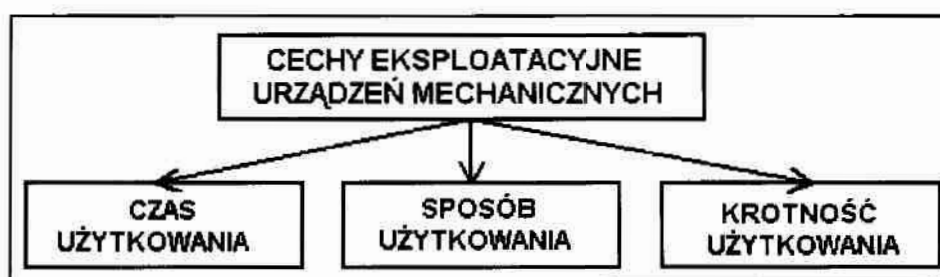 CECHY EKSPLOATACYJNE
URZĄDZEŃ MECHANICZNYCH
CZAS
UŻYTKOWANIA
SPOSÓB
UŻYTKOWANIA
KROTNOŚĆ
UŻYTKOWANIA